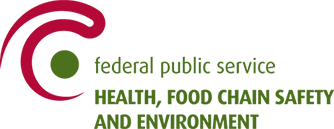 federal public service
HEALTH, FOOD CHAIN SAFETY
AND ENVIRONMENT